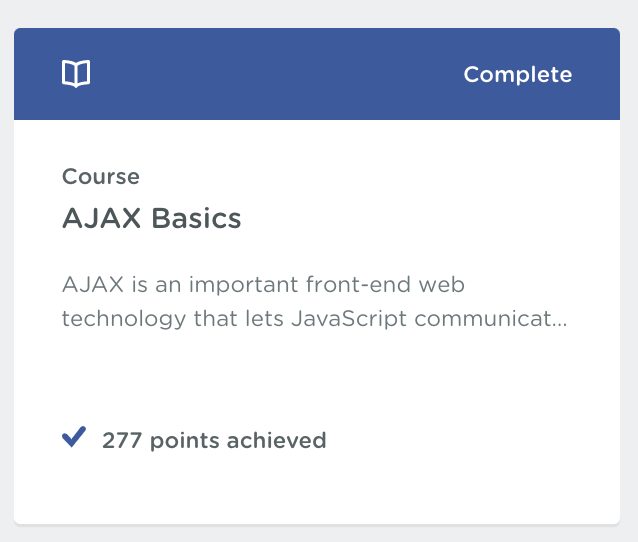 Complete
Course
AJAX Basics
AJAX is an important front-end web
technology that lets JavaScript communicat...
277 points achieved